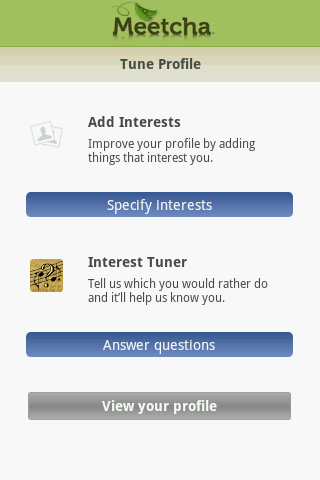 Meetcha
Tune Profile
Add Interests
Improve your profile by adding
things that interest you.
Specify interests
Interest Tuner
Tell us which you would rather do
and it'll help us know you.
Answer questions
View your profile